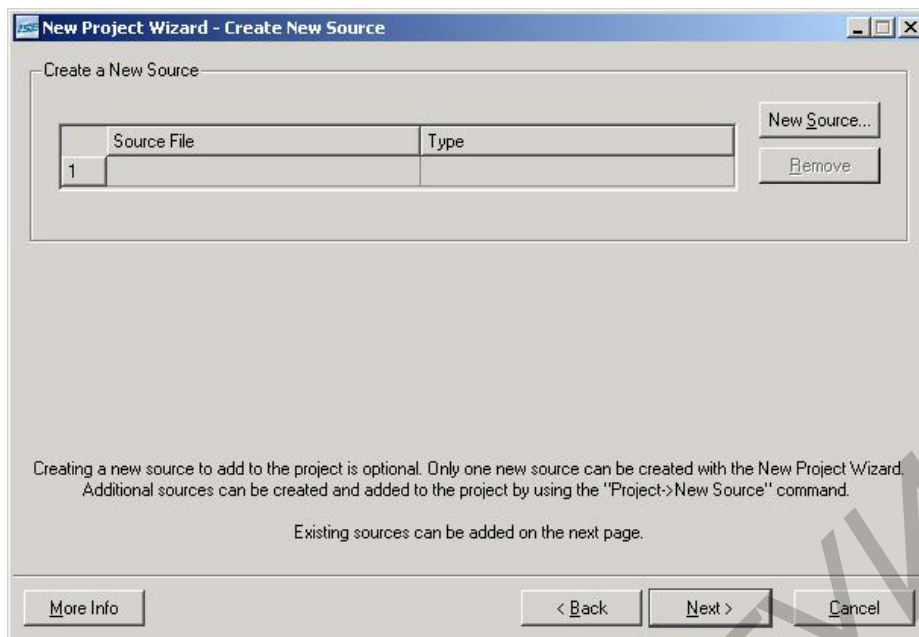 ISE New Project Wizard - Create New Source
Create a New Source
Source File Type
1
New Source...
Remove
Creating a new source to add to the project is optional. Only one new source can be created with the New Project Wizard.
Additional sources can be created and added to the project by using the "Project->New Source" command.
Existing sources can be added on the next page.
More Info < Back Next > Cancel